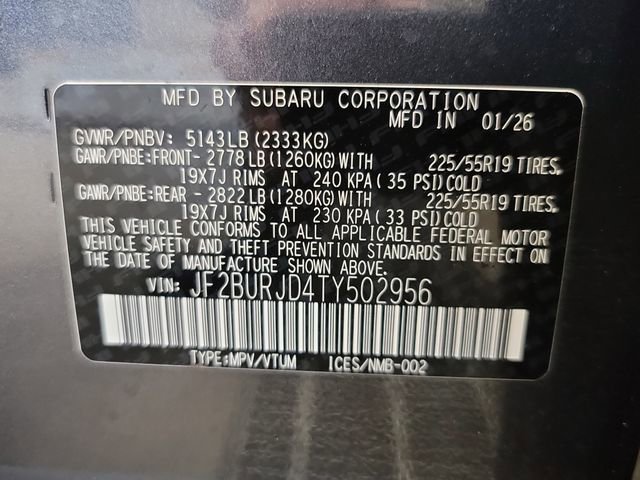 MFD BY SUBARU CORPORATION
MFD IN 01/26
GVWR/PNBV: 5143LB (2333KG)
GAWR/PNBE:FRONT- 2778 LB (1260KG) WITH 225/55R19 TIRES,
19X7J RIMS AT 240 KPA (35 PSI) COLD
GAWR/PNBE:REAR - 2822 LB (1280KG) WITH 225/55R19 TIRES,
19X7J RIMS AT 230 KPA (33 PSI) COLD
THIS VEHICLE CONFORMS TO ALL APPLICABLE FEDERAL MOTOR
VEHICLE SAFETY AND THEFT PREVENTION STANDARDS IN EFFECT ON
THE DATE OF MANUFACTURE SHOWN ABOVE.
VIN: JF2BURJD4TY502956
TYPE:MPV/VTUM ICES/NMB-002